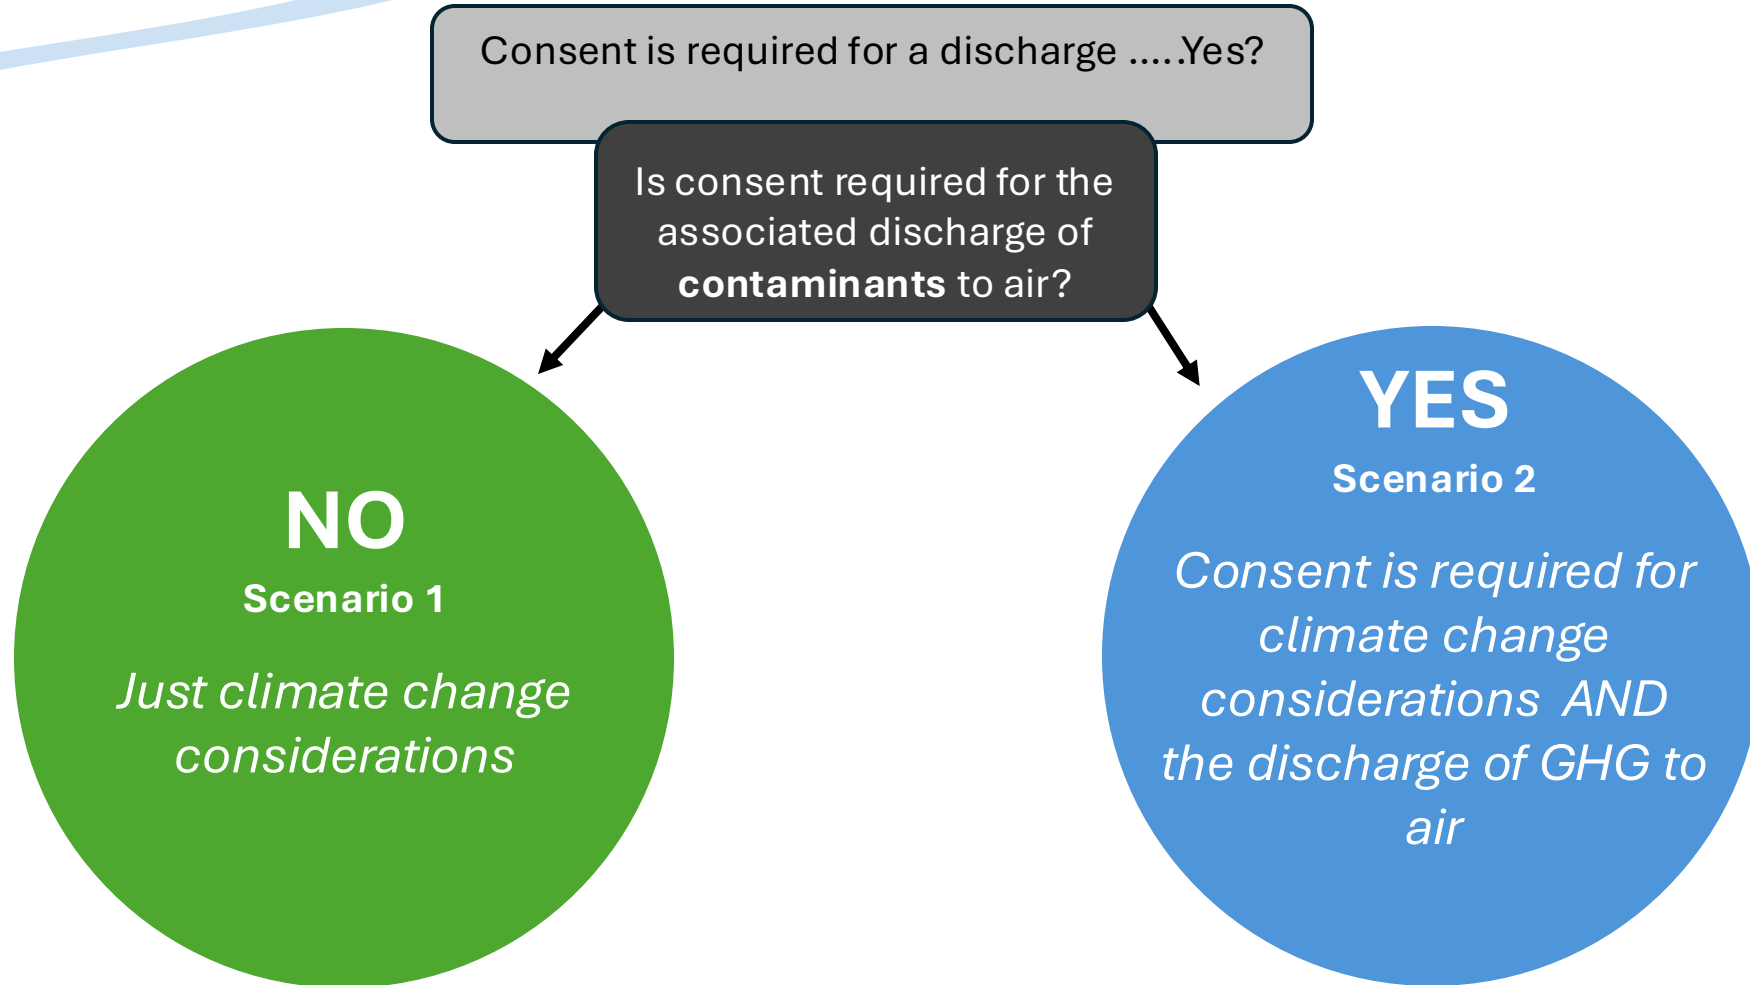 Consent is required for a discharge .....Yes?
Is consent required for the
associated discharge of
contaminants to air?
NO
Scenario 1
Just climate change
considerations
YES
Scenario 2
Consent is required for
climate change
considerations  AND
the discharge of GHG to
air